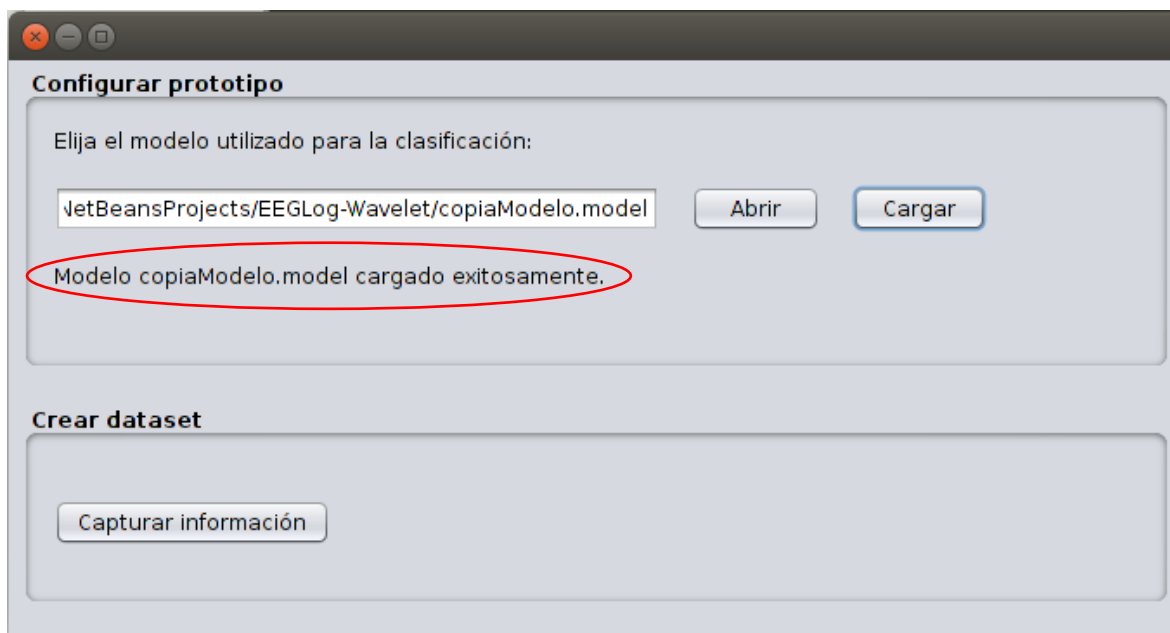 Configurar prototipo
Elija el modelo utilizado para la clasificación:
NetBeansProjects/EEGLog-Wavelet/copiaModelo.model Abrir Cargar
Modelo copiaModelo.model cargado exitosamente.
Crear dataset
Capturar información